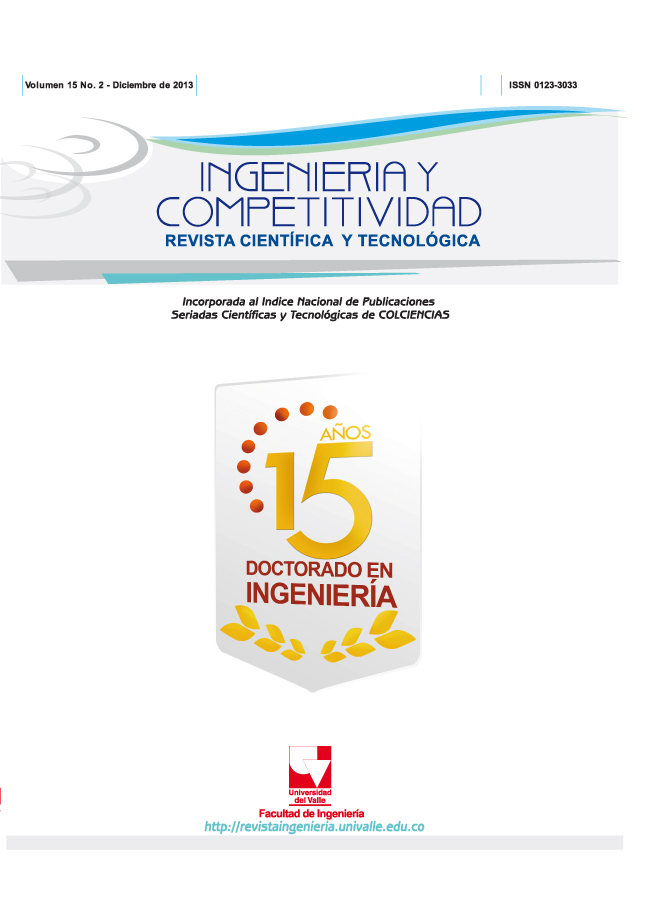 Volumen 15 No. 2 - Diciembre de 2013
ISSN 0123-3033
INGENIERIA Y
COMPETITIVIDAD
REVISTA CIENTÍFICA Y TECNOLÓGICA
Incorporada al Indice Nacional de Publicaciones
Seriadas Científicas y Tecnológicas de COLCIENCIAS
AÑOS
15
DOCTORADO EN
INGENIERÍA
Universidad
del Valle
Facultad de Ingeniería
http://revistaingenieria.univalle.edu.co